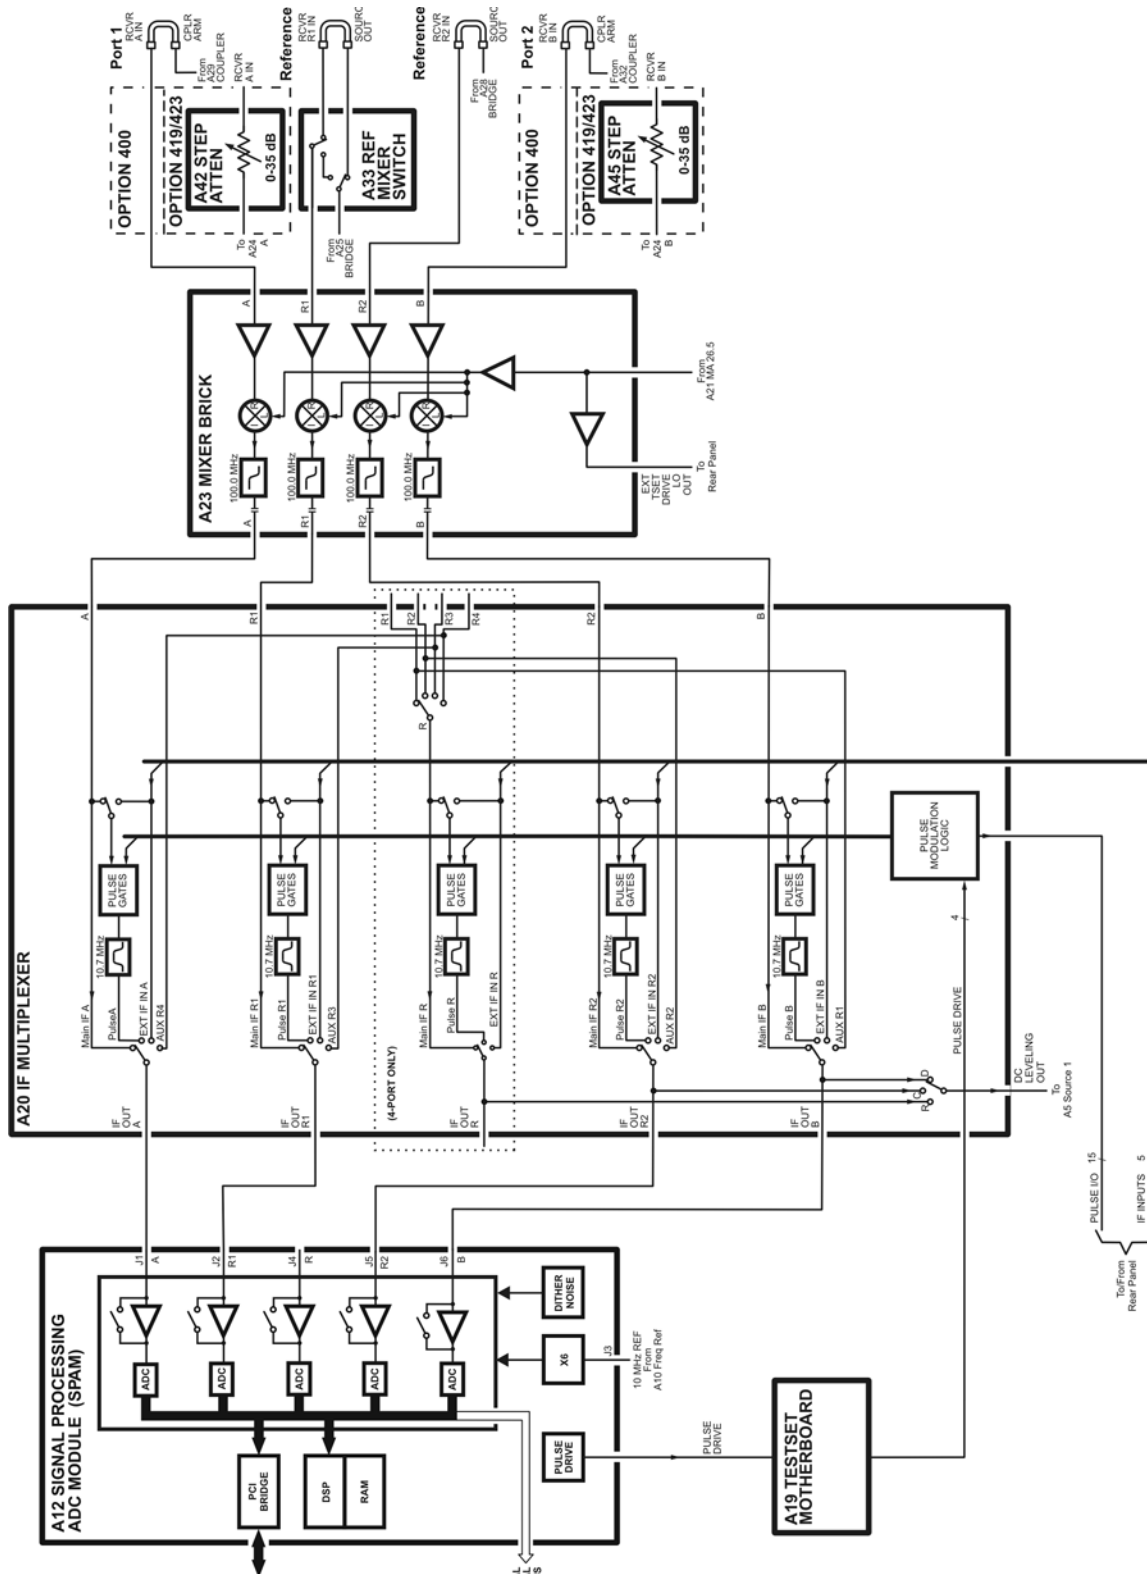 Port 1
RCVR
A IN
CPLR
ARM
From
A29
COUPLER
RCVR
A IN
OPTION 400
OPTION 419/423
A42 STEP
ATTEN
0-35 dB
To
A24
A
Reference
RCVR
R1 IN
SOURC
OUT
A33 REF
MIXER
SWITCH
From
A25
BRIDGE
Reference
RCVR
R2 IN
SOURC
OUT
From
A28
BRIDGE
Port 2
RCVR
B IN
CPLR
ARM
From
A32
COUPLER
RCVR
B IN
OPTION 400
OPTION 419/423
A45 STEP
ATTEN
0-35 dB
To
A24
B
A23 MIXER BRICK
A
R1
R2
B
I R L
I R L
I R L
I R L
100.0 MHz
100.0 MHz
100.0 MHz
100.0 MHz
A
R1
R2
B
EXT
TSET
DRIVE
LO
OUT
To
Rear Panel
From
A21 MA 26.5
A20 IF MULTIPLEXER
A
R1
R1
R2
R3
R4
R2
B
R
PULSE
GATES
PULSE
GATES
PULSE
GATES
PULSE
GATES
PULSE
GATES
PULSE
MODULATION
LOGIC
10.7 MHz
10.7 MHz
10.7 MHz
10.7 MHz
10.7 MHz
Main IF A
PulseA
EXT IF IN A
AUX R4
Main IF R1
Pulse R1
EXT IF IN R1
AUX R3
Main IF R
Pulse R
EXT IF IN R
Main IF R2
Pulse R2
EXT IF IN R2
AUX R2
Main IF B
Pulse B
EXT IF IN B
AUX R1
(4-PORT ONLY)
4
PULSE DRIVE
IF
OUT
A
IF
OUT
R1
IF
OUT
R
IF
OUT
R2
IF
OUT
B
R
C
D
DC
LEVELING
OUT
To
A5 Source 1
PULSE I/O 15
IF INPUTS 5
To/From
Rear Panel
A12 SIGNAL PROCESSING
ADC MODULE (SPAM)
J1
A
J2
R1
J4
R
J5
R2
J6
B
ADC
ADC
ADC
ADC
ADC
DITHER
NOISE
X6
J3
10 MHz REF
From
A10 Freq Ref
PCI
BRIDGE
DSP
RAM
PULSE
DRIVE
PULSE
DRIVE
A19 TESTSET
MOTHERBOARD
L
L
S